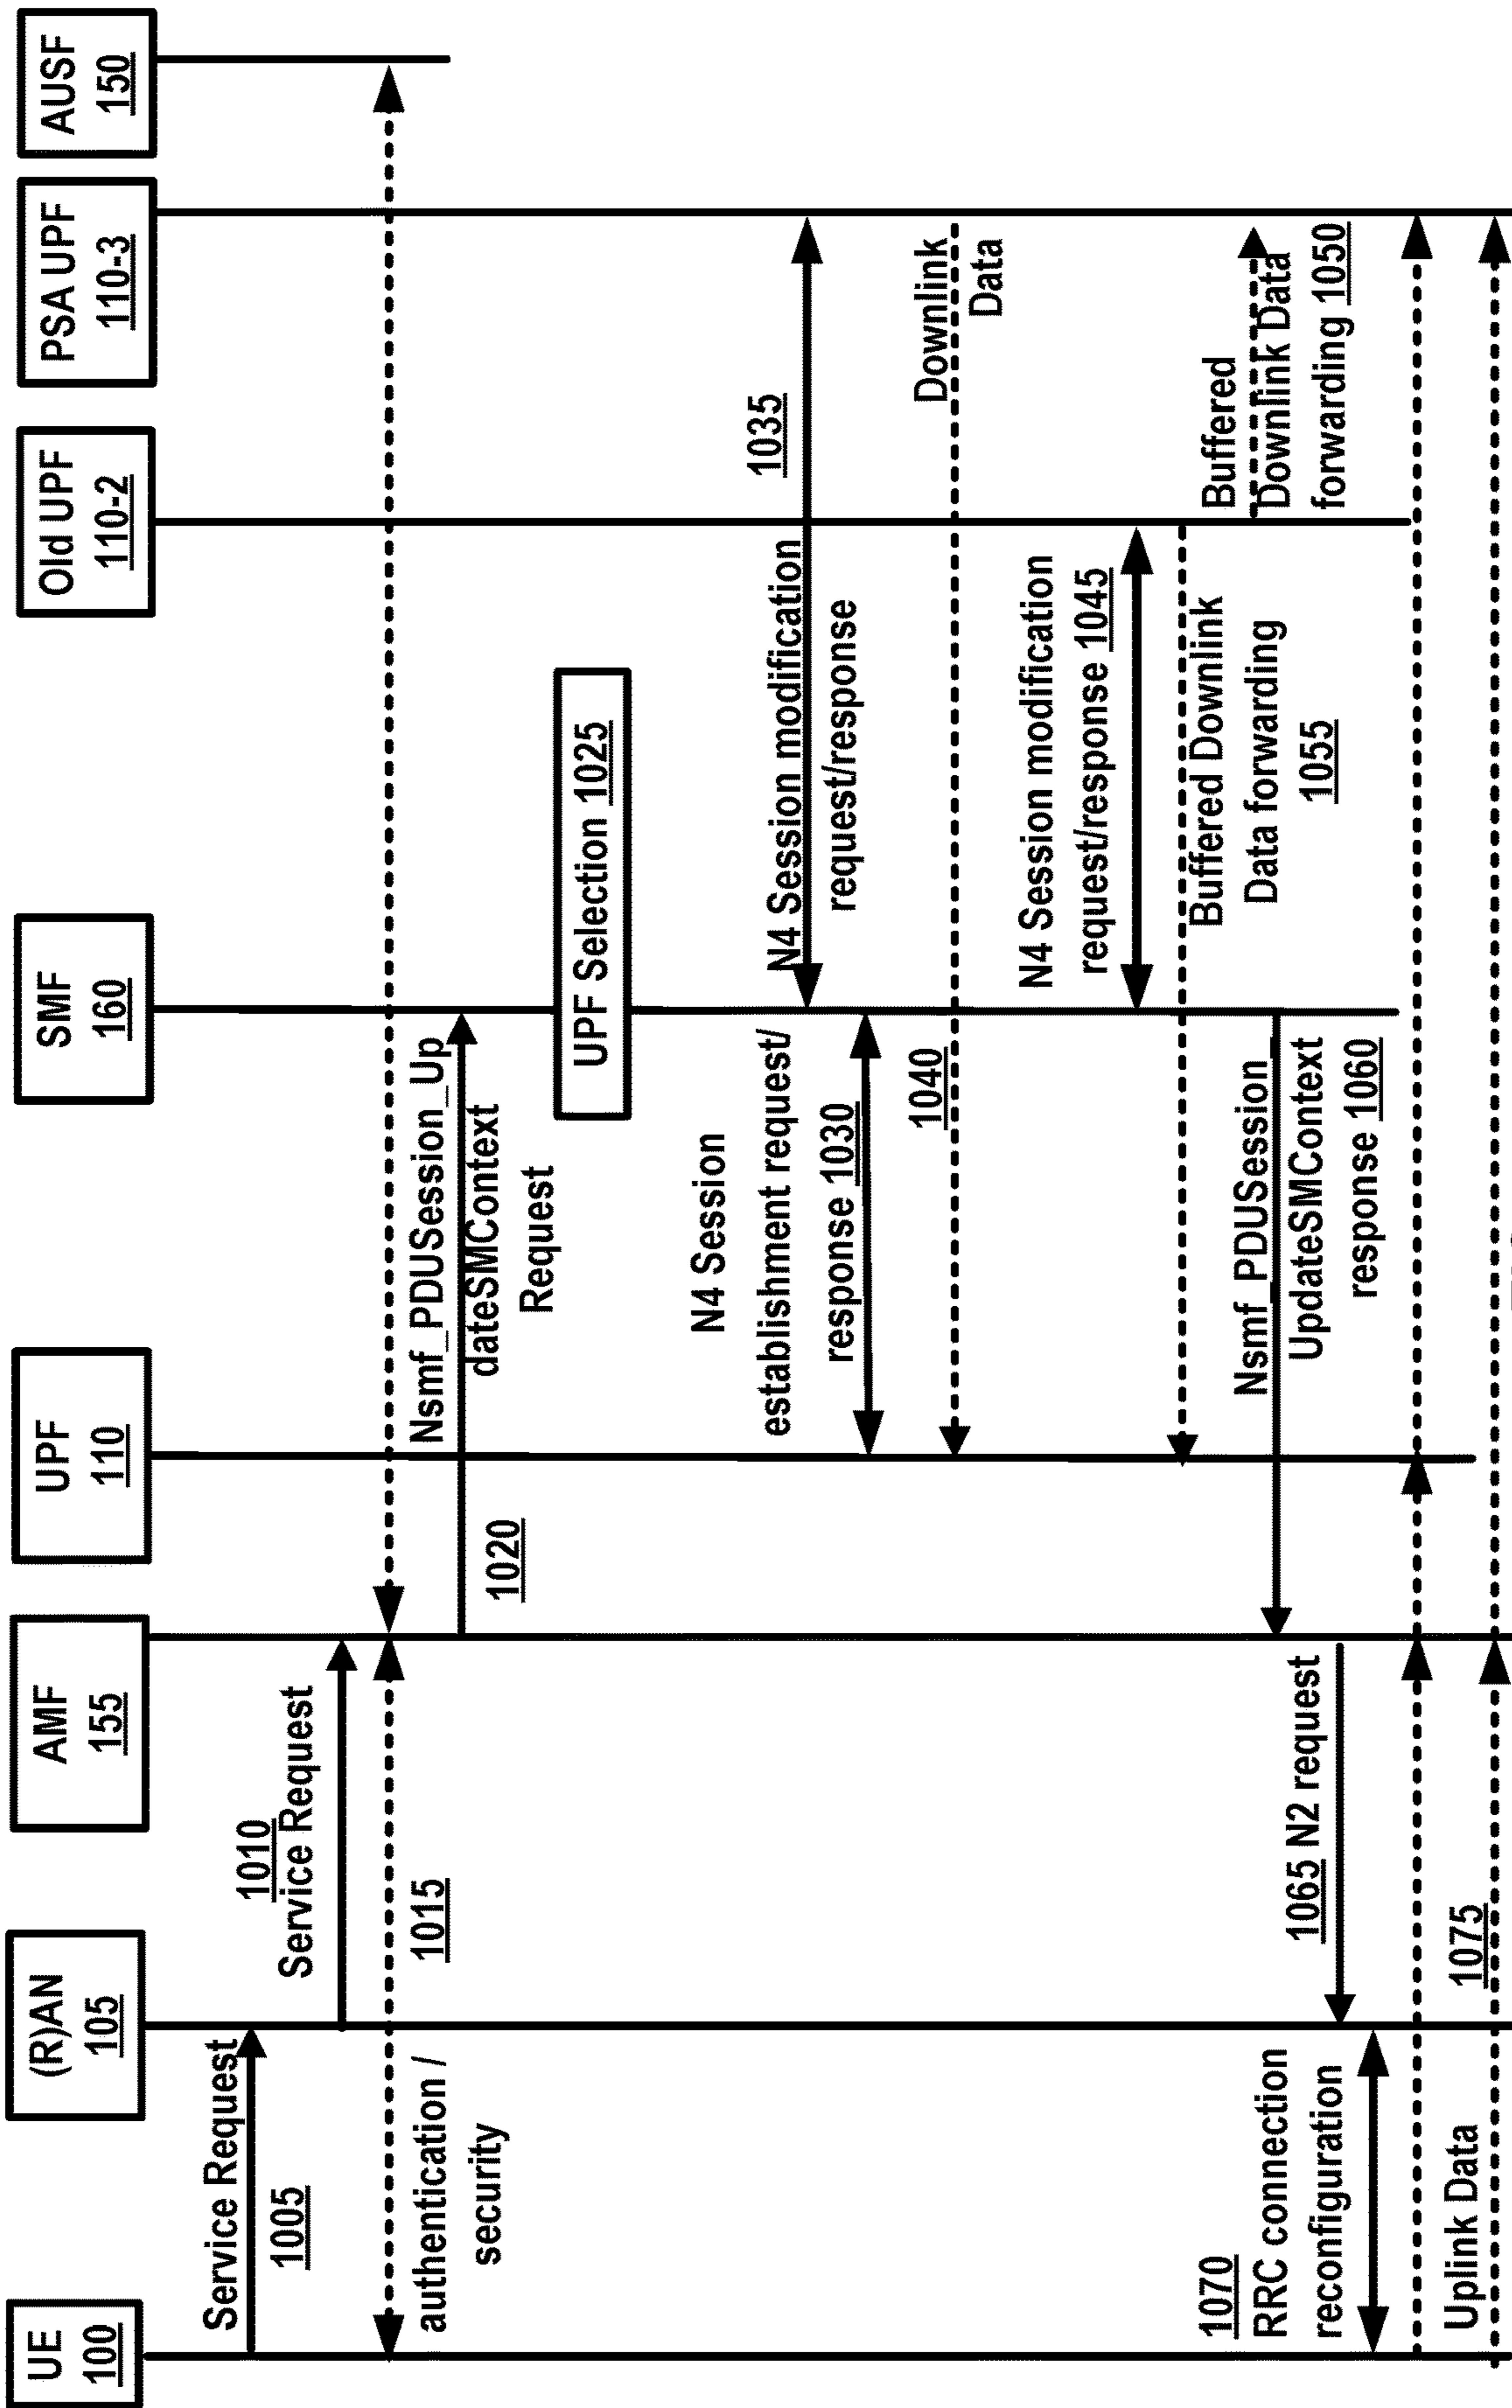 UE
100
(R)AN
105
AMF
155
UPF
110
SMF
160
Old UPF
110-2
PSA UPF
110-3
AUSF
150
Service Request
1005
1010
Service Request
authentication /
security
1015
Nsmf_PDUSession_Up
dateSMContext
Request
1020
UPF Selection 1025
N4 Session
establishment request/
response 1030
1035
N4 Session modification
request/response
Downlink
Data
1040
N4 Session modification
request/response 1045
Buffered
Downlink Data
forwarding 1050
Buffered Downlink
Data forwarding
1055
Nsmf_PDUSession_
UpdateSMContext
response 1060
1065 N2 request
1070
RRC connection
reconfiguration
Uplink Data
1075